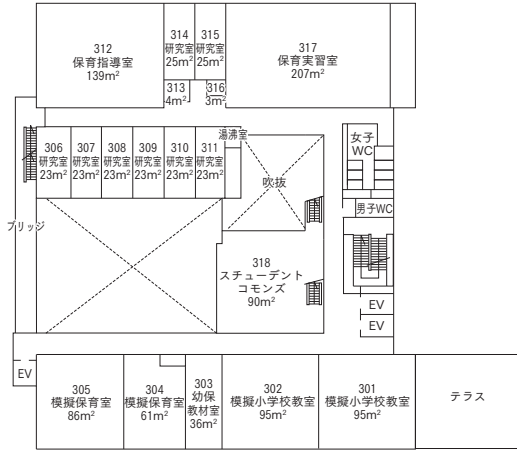 312
保育指導室
139m²
314
研究室
25m²
315
研究室
25m²
317
保育実習室
207m²
313
4m²
316
3m²
306
研究室
23m²
307
研究室
23m²
308
研究室
23m²
309
研究室
23m²
310
研究室
23m²
311
研究室
23m²
湯沸室
女子
WC
吹抜
男子WC
ブリッジ
318
スチューデント
コモンズ
90m²
EV
EV
EV
305
模擬保育室
86m²
304
模擬保育室
61m²
303
幼保
教材室
36m²
302
模擬小学校教室
95m²
301
模擬小学校教室
95m²
テラス